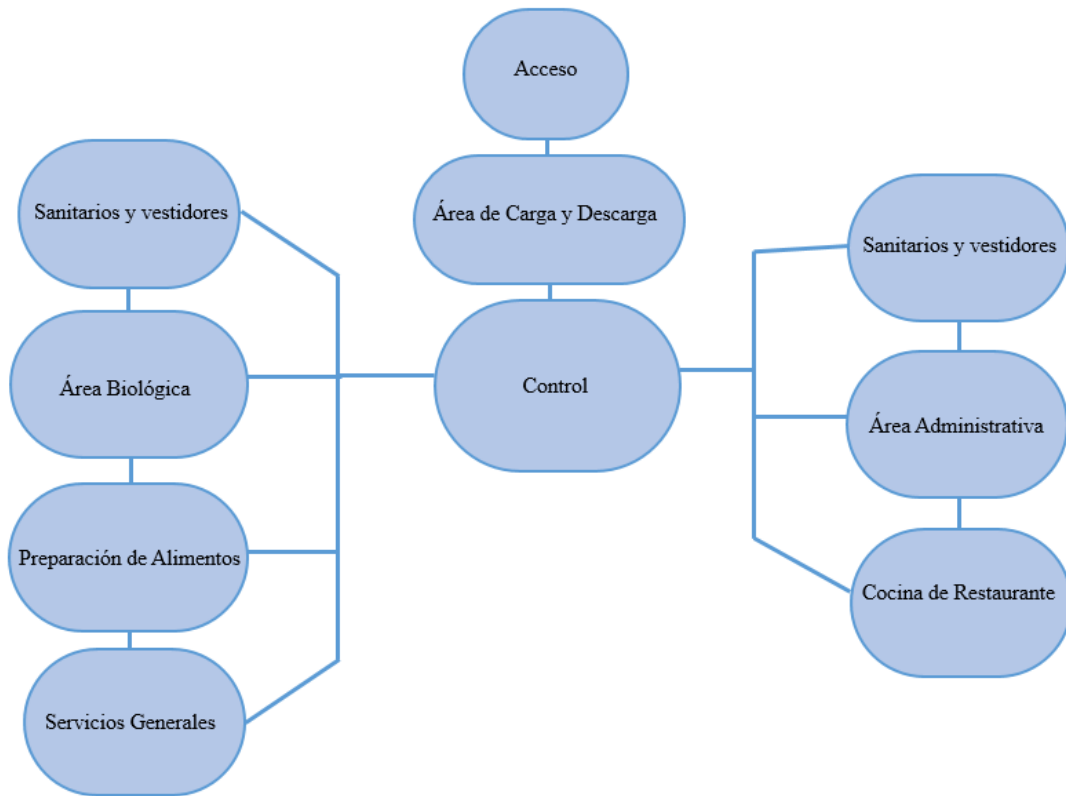 Acceso
Área de Carga y Descarga
Control
Sanitarios y vestidores
Área Biológica
Preparación de Alimentos
Servicios Generales
Sanitarios y vestidores
Área Administrativa
Cocina de Restaurante